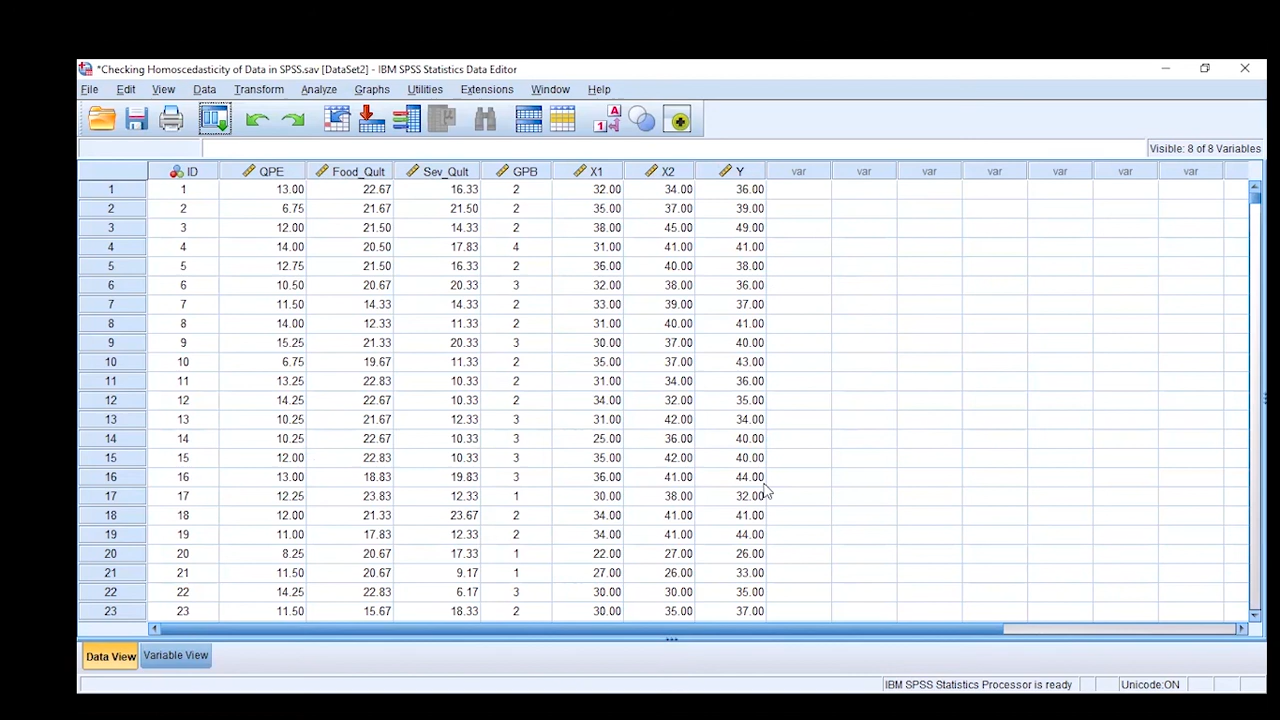 *Checking Homoscedasticity of Data in SPSS.sav [DataSet2] - IBM SPSS Statistics Data Editor
File Edit View Data Transform Analyze Graphs Utilities Extensions Window Help
Visible: 8 of 8 Variables
ID QPE Food_Qult Sev_Qult GPB X1 X2 Y var var var var var var var
1 1 13.00 22.67 16.33 2 32.00 34.00 36.00
2 2 6.75 21.67 21.50 2 35.00 37.00 39.00
3 3 12.00 21.50 14.33 2 38.00 45.00 49.00
4 4 14.00 20.50 17.83 4 31.00 41.00 41.00
5 5 12.75 21.50 16.33 2 36.00 40.00 38.00
6 6 10.50 20.67 20.33 3 32.00 38.00 36.00
7 7 11.50 14.33 14.33 2 33.00 39.00 37.00
8 8 14.00 12.33 11.33 2 31.00 40.00 41.00
9 9 15.25 21.33 20.33 3 30.00 37.00 40.00
10 10 6.75 19.67 11.33 2 35.00 37.00 43.00
11 11 13.25 22.83 10.33 2 31.00 34.00 36.00
12 12 14.25 22.67 10.33 2 34.00 32.00 35.00
13 13 10.25 21.67 12.33 3 31.00 42.00 34.00
14 14 10.25 22.67 10.33 3 25.00 36.00 40.00
15 15 12.00 22.83 10.33 3 35.00 42.00 40.00
16 16 13.00 18.83 19.83 3 36.00 41.00 44.00
17 17 12.25 23.83 12.33 1 30.00 38.00 32.00
18 18 12.00 21.33 23.67 2 34.00 41.00 41.00
19 19 11.00 17.83 12.33 2 34.00 41.00 44.00
20 20 8.25 20.67 17.33 1 22.00 27.00 26.00
21 21 11.50 20.67 9.17 1 27.00 26.00 33.00
22 22 14.25 22.83 6.17 3 30.00 30.00 35.00
23 23 11.50 15.67 18.33 2 30.00 35.00 37.00
Data View Variable View
IBM SPSS Statistics Processor is ready Unicode:ON